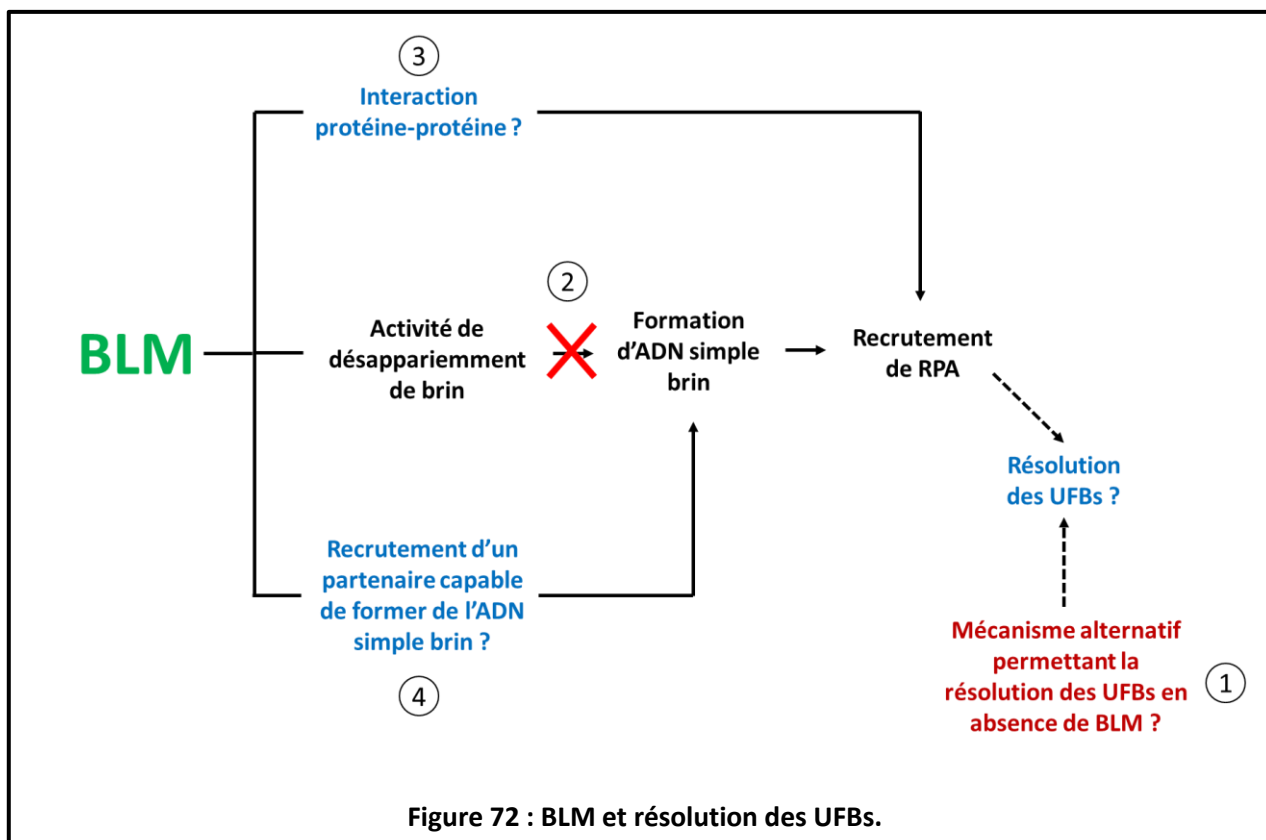 3
Interaction
protéine-protéine ?
2
BLM
Activité de
désappariemment
de brin
Formation
d'ADN simple
brin
Recrutement
de RPA
Résolution
des UFBs ?
Recrutement d'un
partenaire capable
de former de l'ADN
simple brin ?
4
Mécanisme alternatif
permettant la
résolution des UFBs en
absence de BLM ?
1
Figure 72 : BLM et résolution des UFBs.